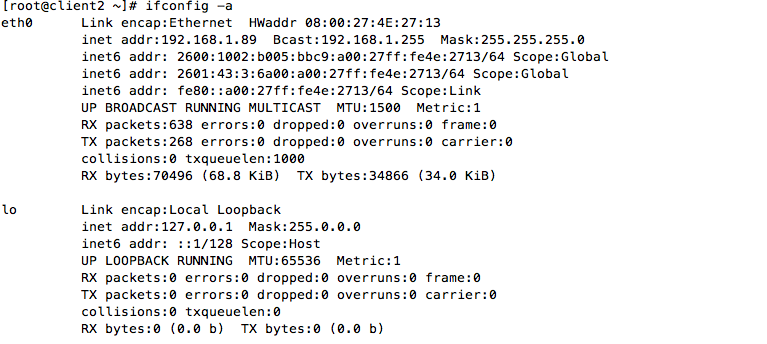 [root@client2 ~]# ifconfig –a
eth0      Link encap:Ethernet  HWaddr 08:00:27:4E:27:13
          inet addr:192.168.1.89  Bcast:192.168.1.255  Mask:255.255.255.0
          inet6 addr: 2600:1002:b005:bbc9:a00:27ff:fe4e:2713/64 Scope:Global
          inet6 addr: 2601:43:3:6a00:a00:27ff:fe4e:2713/64 Scope:Global
          inet6 addr: fe80::a00:27ff:fe4e:2713/64 Scope:Link
          UP BROADCAST RUNNING MULTICAST  MTU:1500  Metric:1
          RX packets:638 errors:0 dropped:0 overruns:0 frame:0
          TX packets:268 errors:0 dropped:0 overruns:0 carrier:0
          collisions:0 txqueuelen:1000
          RX bytes:70496 (68.8 KiB)  TX bytes:34866 (34.0 KiB)

lo        Link encap:Local Loopback
          inet addr:127.0.0.1  Mask:255.0.0.0
          inet6 addr: ::1/128 Scope:Host
          UP LOOPBACK RUNNING  MTU:65536  Metric:1
          RX packets:0 errors:0 dropped:0 overruns:0 frame:0
          TX packets:0 errors:0 dropped:0 overruns:0 carrier:0
          collisions:0 txqueuelen:0
          RX bytes:0 (0.0 b)  TX bytes:0 (0.0 b)